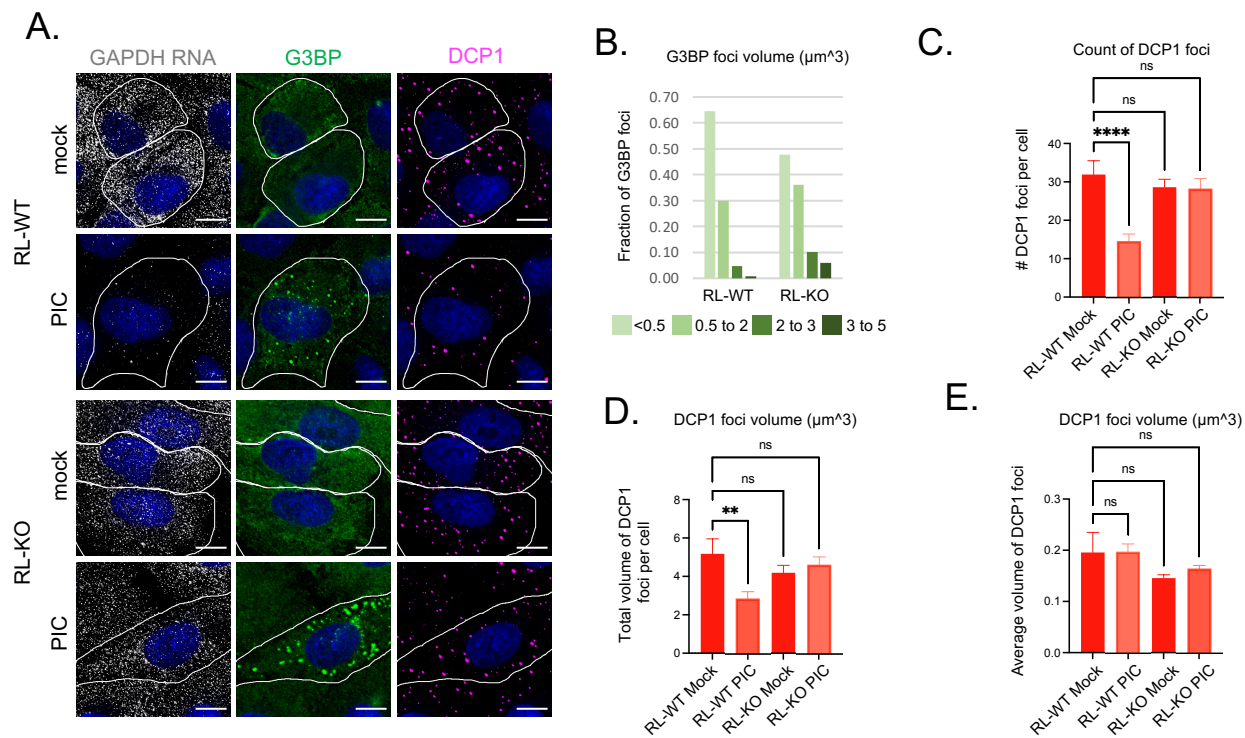 A.
GAPDH RNA
G3BP
DCP1
RL-WT
mock
PIC
RL-KO
mock
PIC
B.
G3BP foci volume (µm^3)
Fraction of G3BP foci
0.70
0.60
0.50
0.40
0.30
0.20
0.10
0.00
RL-WT
RL-KO
<0.5
0.5 to 2
2 to 3
3 to 5
C.
Count of DCP1 foci
ns
ns
****
# DCP1 foci per cell
40
30
20
10
0
RL-WT Mock
RL-WT PIC
RL-KO Mock
RL-KO PIC
D.
DCP1 foci volume (µm^3)
ns
ns
**
Total volume of DCP1
foci per cell
8
6
4
2
0
RL-WT Mock
RL-WT PIC
RL-KO Mock
RL-KO PIC
E.
DCP1 foci volume (µm^3)
ns
ns
ns
Average volume of DCP1 foci
0.3
0.2
0.1
0.0
RL-WT Mock
RL-WT PIC
RL-KO Mock
RL-KO PIC